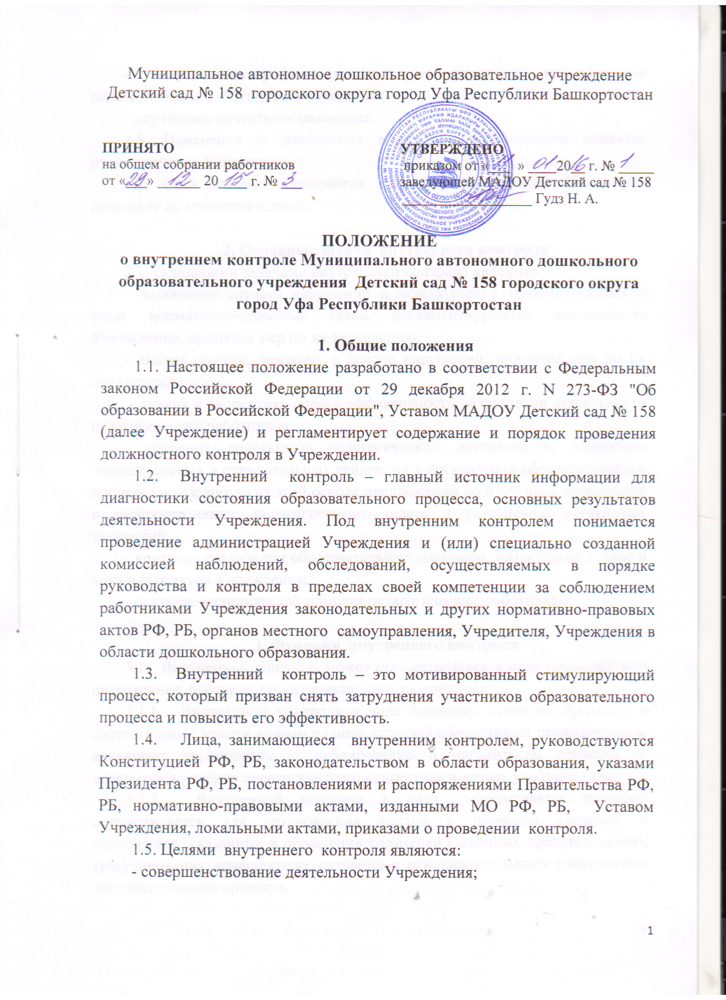 Муниципальное автономное дошкольное образовательное учреждение
Детский сад № 158 городского округа город Уфа Республики Башкортостан
ПРИНЯТО
на общем собрании работников
от «29» 12 2015 г. № 3
УТВЕРЖДЕНО
приказом от « » 01 2016 г. № 1
заведующей МАДОУ Детский сад № 158
Гудз Н. А.
ИНН 0275016076
ПОЛОЖЕНИЕ
о внутреннем контроле Муниципального автономного дошкольного
образовательного учреждения Детский сад № 158 городского округа
город Уфа Республики Башкортостан
1. Общие положения
1.1. Настоящее положение разработано в соответствии с Федеральным
законом Российской Федерации от 29 декабря 2012 г. N 273-ФЗ "Об
образовании в Российской Федерации", Уставом МАДОУ Детский сад № 158
(далее Учреждение) и регламентирует содержание и порядок проведения
должностного контроля в Учреждении.
1.2. Внутренний контроль – главный источник информации для
диагностики состояния образовательного процесса, основных результатов
деятельности Учреждения. Под внутренним контролем понимается
проведение администрацией Учреждения и (или) специально созданной
комиссией наблюдений, обследований, осуществляемых в порядке
руководства и контроля в пределах своей компетенции за соблюдением
работниками Учреждения законодательных и других нормативно-правовых
актов РФ, РБ, органов местного самоуправления, Учредителя, Учреждения в
области дошкольного образования.
1.3. Внутренний контроль – это мотивированный стимулирующий
процесс, который призван снять затруднения участников образовательного
процесса и повысить его эффективность.
1.4. Лица, занимающиеся внутренним контролем, руководствуются
Конституцией РФ, РБ, законодательством в области образования, указами
Президента РФ, РБ, постановлениями и распоряжениями Правительства РФ,
РБ, нормативно-правовыми актами, изданными МО РФ, РБ, Уставом
Учреждения, локальными актами, приказами о проведении контроля.
1.5. Целями внутреннего контроля являются:
- совершенствование деятельности Учреждения;
1